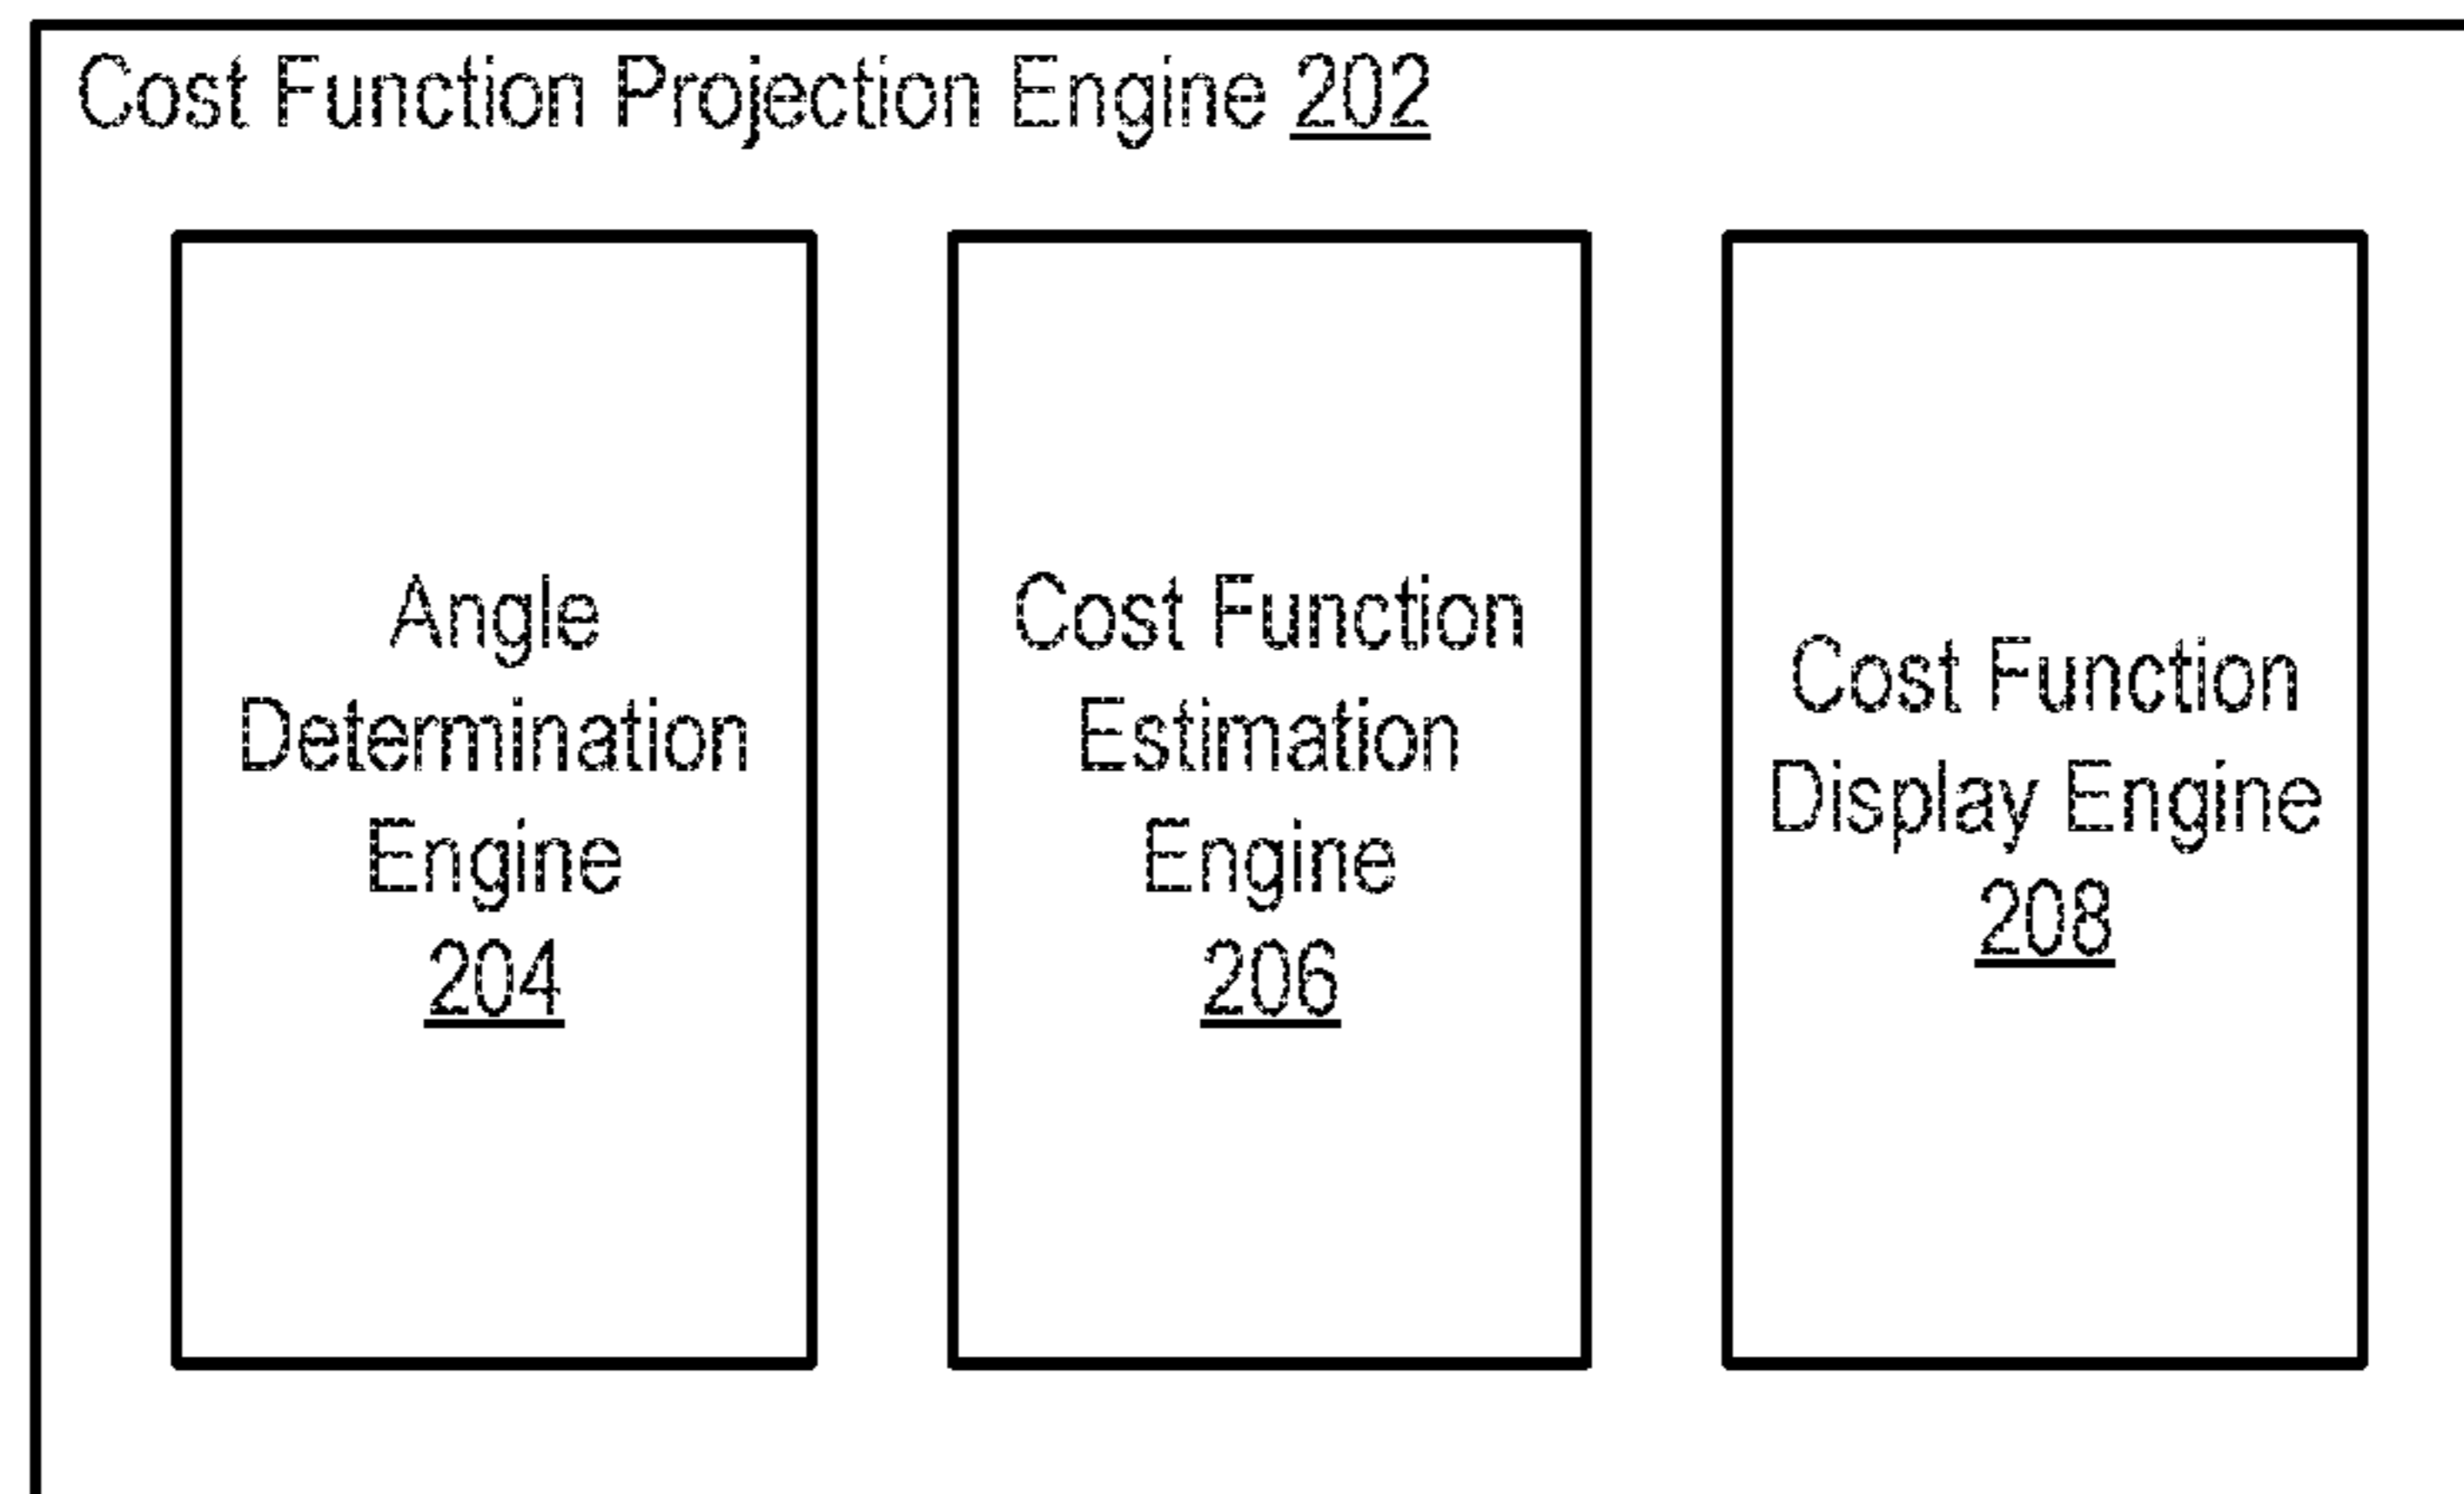 Cost Function Projection Engine 202
Angle
Determination
Engine
204
Cost Function
Estimation
Engine
206
Cost Function
Display Engine
208